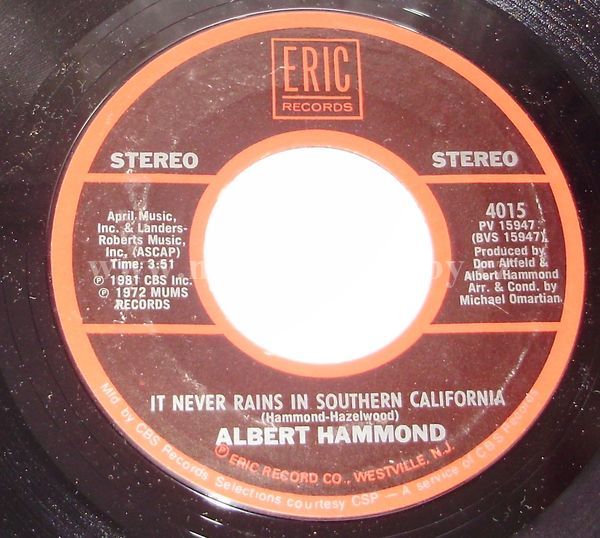 ERIC
RECORDS
STEREO
STEREO
April Music,
Inc. & Landers-
Roberts Music,
Inc, (ASCAP)
Time: 3:51
℗ 1981 CBS Inc.
℗ 1972 MUMS
RECORDS
4015
PV 15947
(BVS 15947)
Produced by
Don Altfeld &
Albert Hammond
Arr. & Cond. by
Michael Omartian
IT NEVER RAINS IN SOUTHERN CALIFORNIA
(Hammond-Hazelwood)
ALBERT HAMMOND
℗ ERIC RECORD CO., WESTVILLE, N.J.
Mfd by CBS Records Selections courtesy CSP - A service of CBS Records